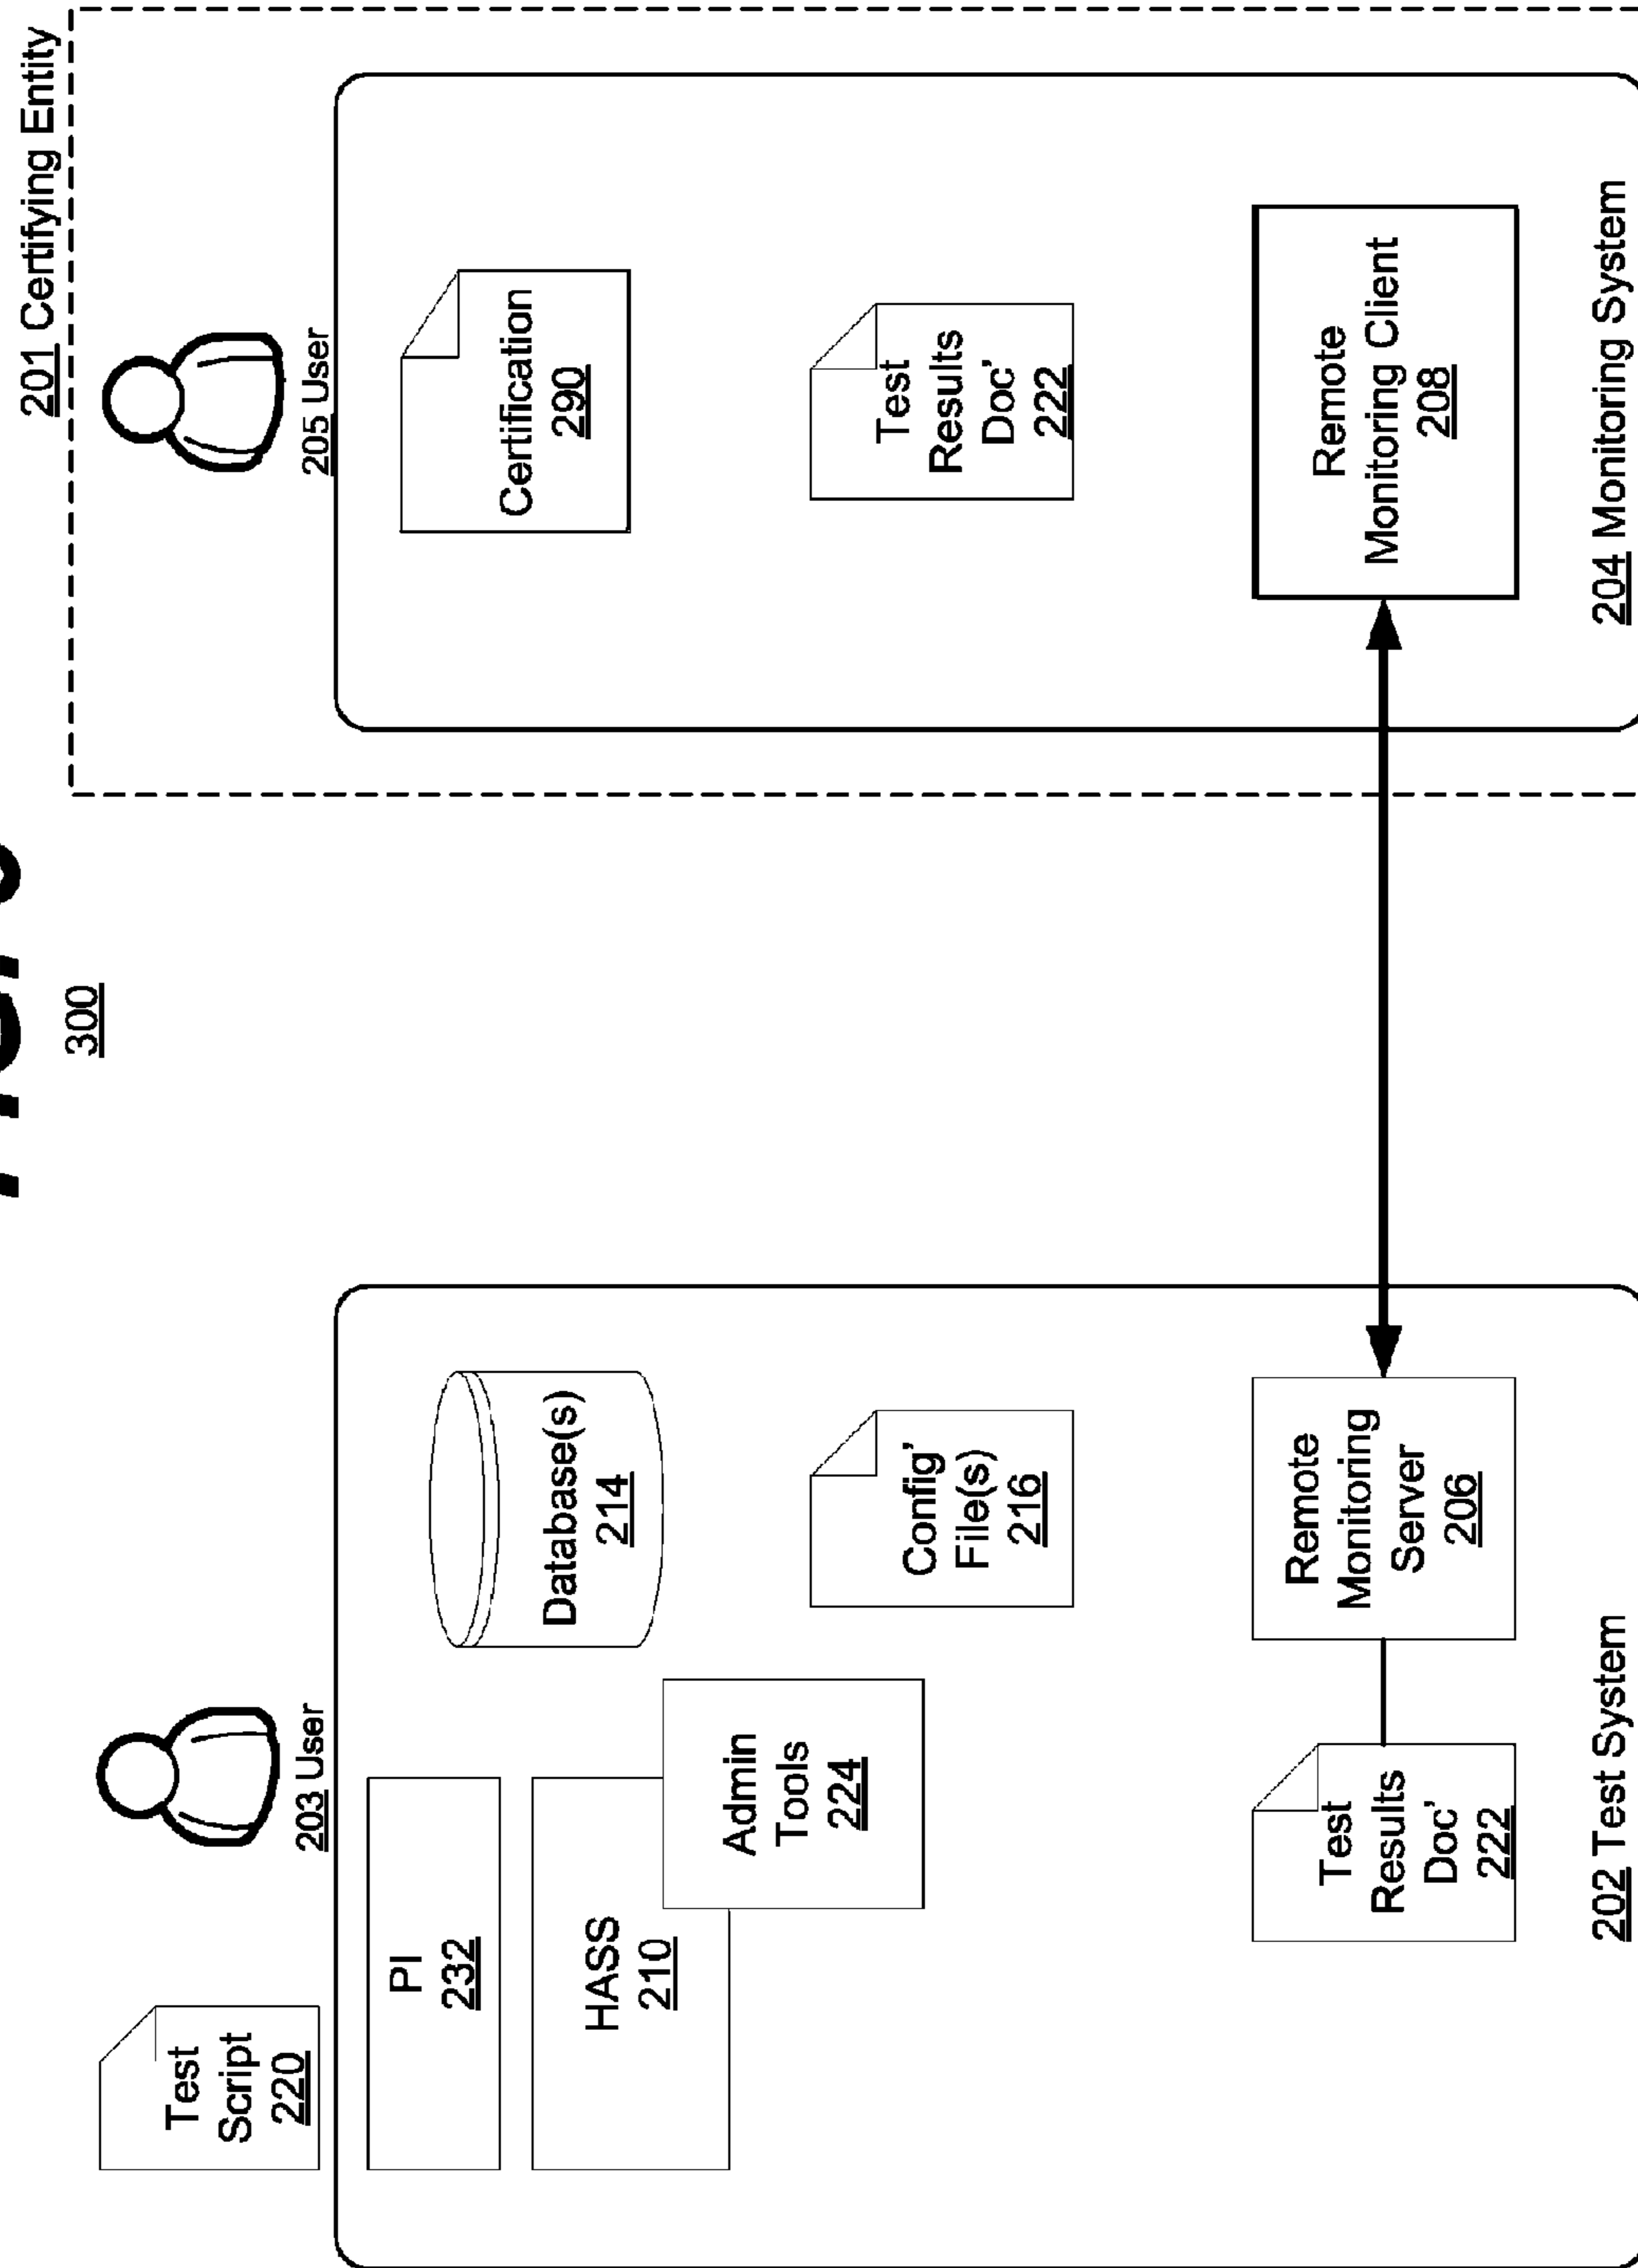 300
201 Certifying Entity
Test
Script
220
203 User
205 User
PI
232
HASS
210
Admin
Tools
224
Database(s)
214
Config'
File(s)
216
Test
Results
Doc'
222
Remote
Monitoring
Server
206
202 Test System
Certification
290
Test
Results
Doc'
222
Remote
Monitoring Client
208
204 Monitoring System